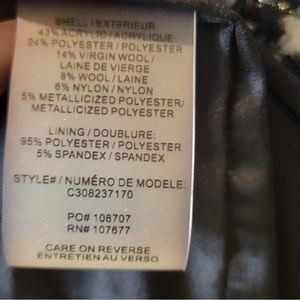 SHELL / EXTERIEUR:
43% ACRYLIC / ACRYLIQUE
24% POLYESTER / POLYESTER
14% VIRGIN WOOL /
LAINE DE VIERGE
8% WOOL / LAINE
6% NYLON / NYLON
5% METALLICIZED POLYESTER/
METALLICIZED POLYESTER
LINING / DOUBLURE:
95% POLYESTER / POLYESTER
5% SPANDEX / SPANDEX
STYLE# / NUMÉRO DE MODELE:
C308237170
PO# 108707
RN# 107677
CARE ON REVERSE
ENTRETIEN AU VERSO